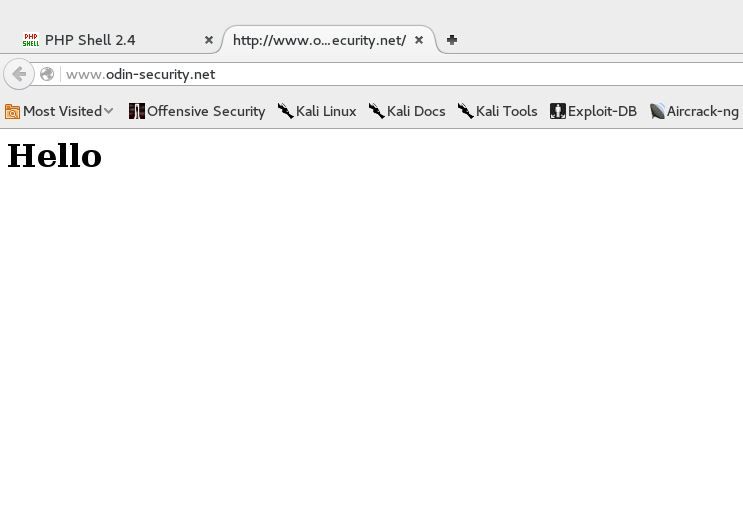 PHP Shell 2.4 http://www.o...ecurity.net/
www.odin-security.net
Most Visited Offensive Security Kali Linux Kali Docs Kali Tools Exploit-DB Aircrack-ng
Hello